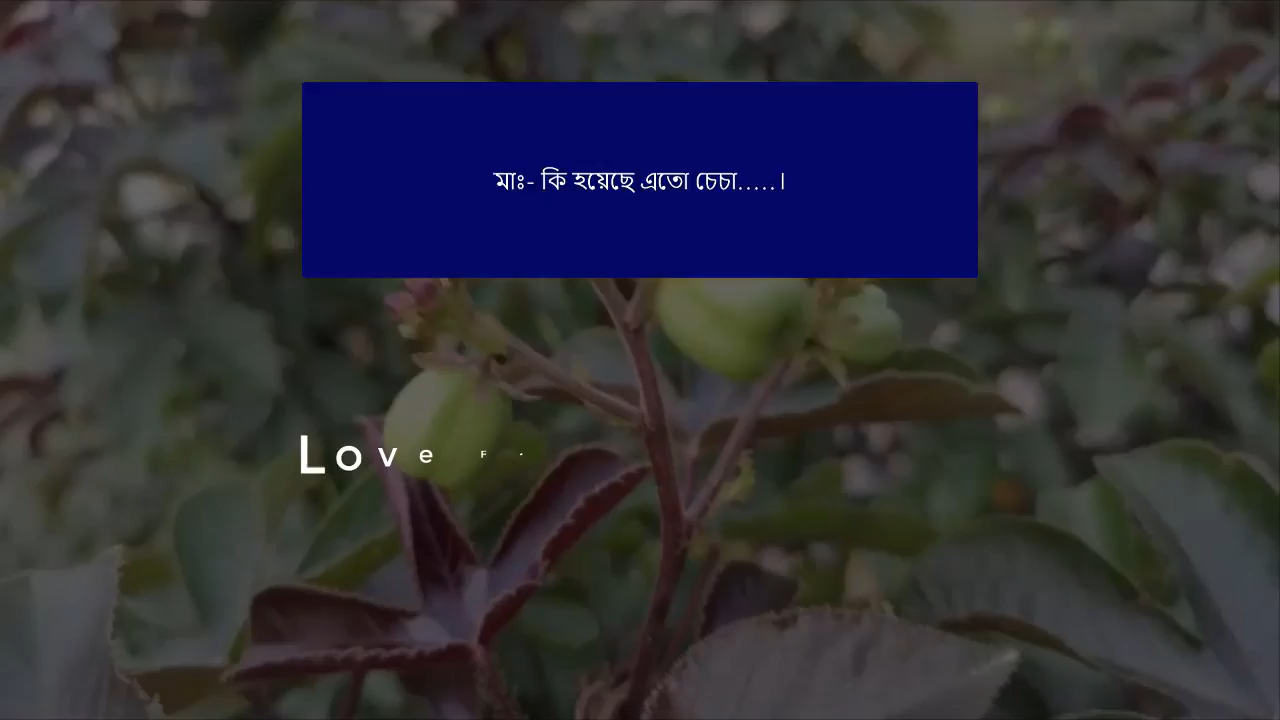 মাঃ- কি হয়েছে এতো চেচা.....।
Love F